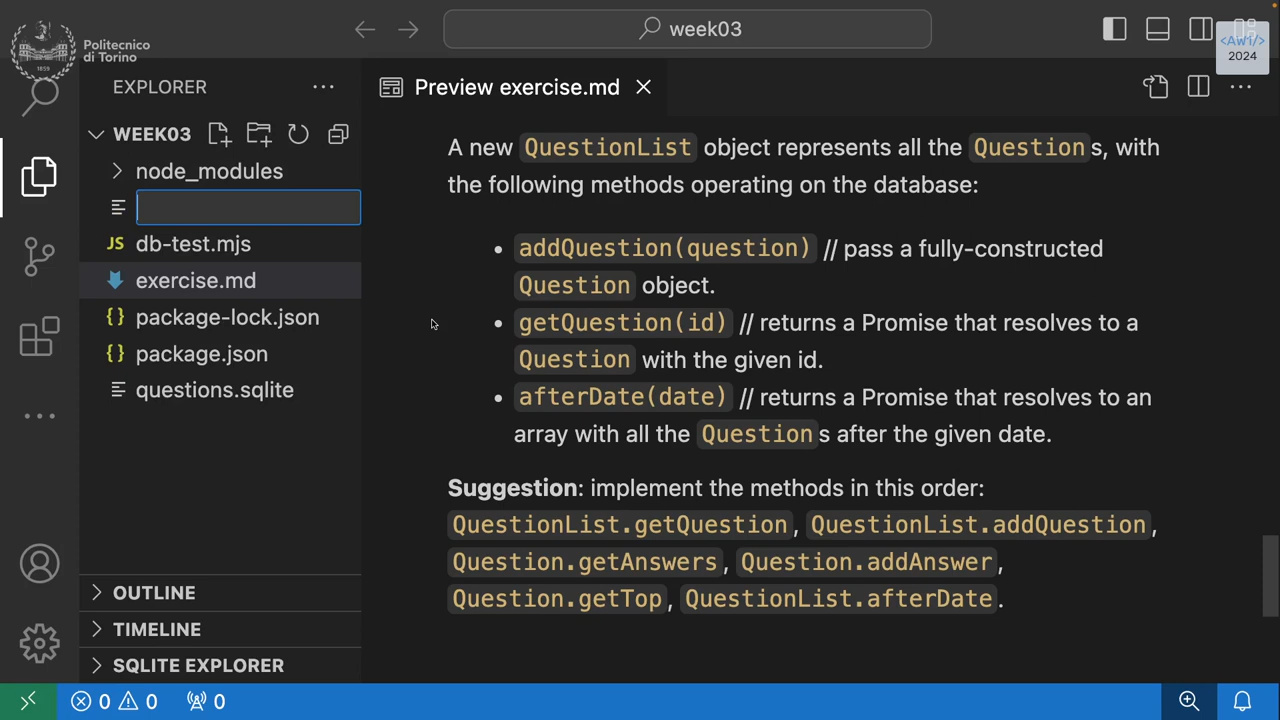 Politecnico
di Torino
1859
week03
<AW1/>
2024
EXPLORER
Preview exercise.md
WEEK03
node_modules
JS db-test.mjs
exercise.md
{} package-lock.json
{} package.json
questions.sqlite
OUTLINE
TIMELINE
SQLITE EXPLORER
A new QuestionList object represents all the Questions, with
the following methods operating on the database:
• addQuestion(question) // pass a fully-constructed
Question object.
• getQuestion(id) // returns a Promise that resolves to a
Question with the given id.
• afterDate(date) // returns a Promise that resolves to an
array with all the Questions after the given date.
Suggestion: implement the methods in this order:
QuestionList.getQuestion, QuestionList.addQuestion,
Question.getAnswers, Question.addAnswer,
Question.getTop, QuestionList.afterDate.
0 0 0